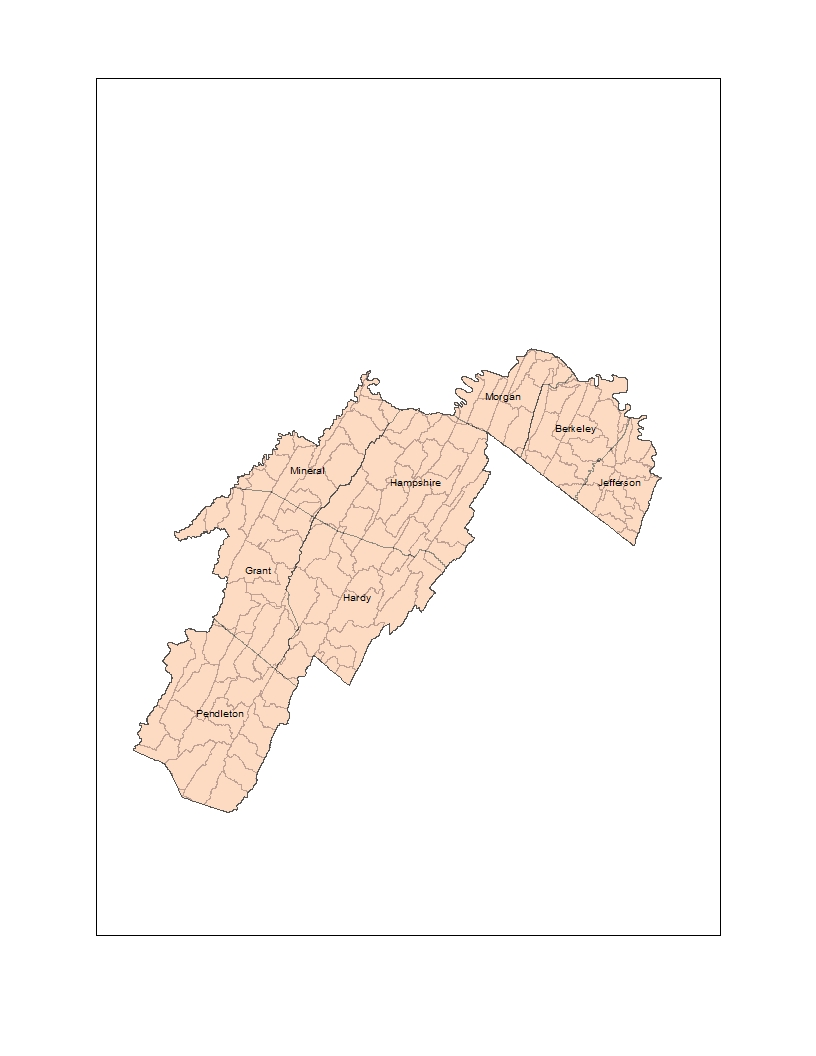 Morgan
Berkeley
Mineral
Hampshire
Jefferson
Grant
Hardy
Pendleton